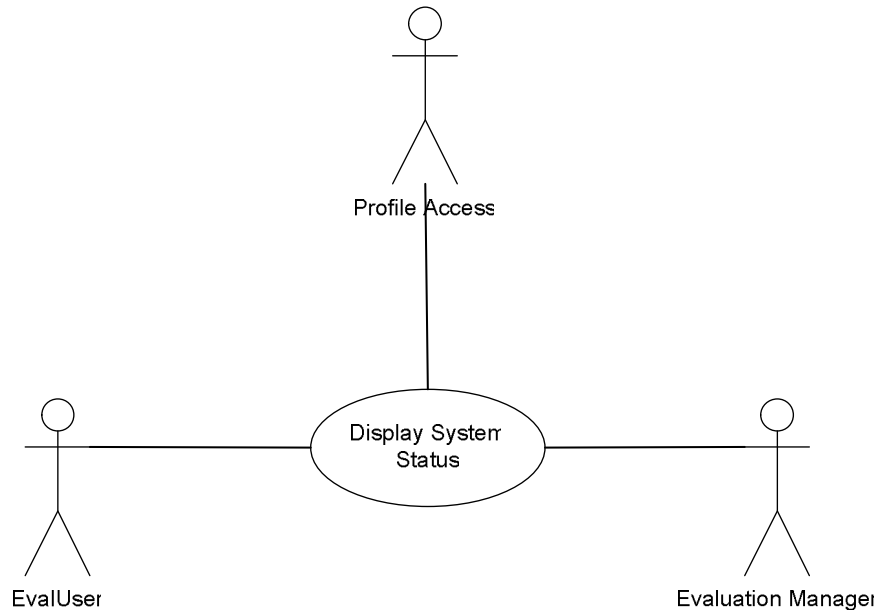 Profile Access
Display System
Status
EvalUser
Evaluation Manager